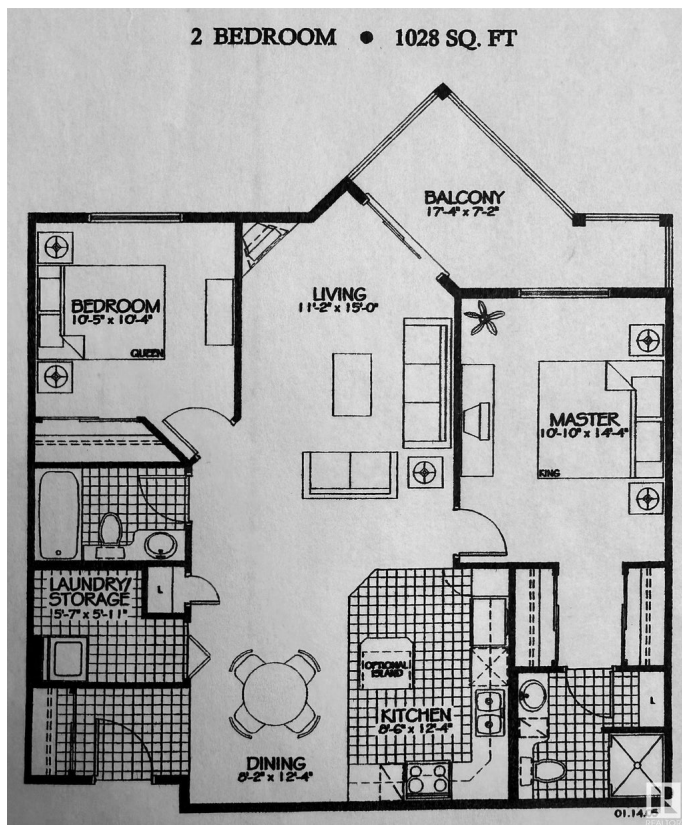 2 BEDROOM ● 1028 SQ. FT
BALCONY
17'-4" x 7'-2"
LIVING
11'-2" x 15'-0"
BEDROOM
10'-5" x 10'-4"
QUEEN
MASTER
10'-10" x 14'-4"
KING
LAUNDRY/
STORAGE
5'-7" x 5'-11"
L
OPTIONAL
ISLAND
KITCHEN
8'-6" x 12'-4"
L
DINING
8'-2" x 12'-4"
R
01.14.